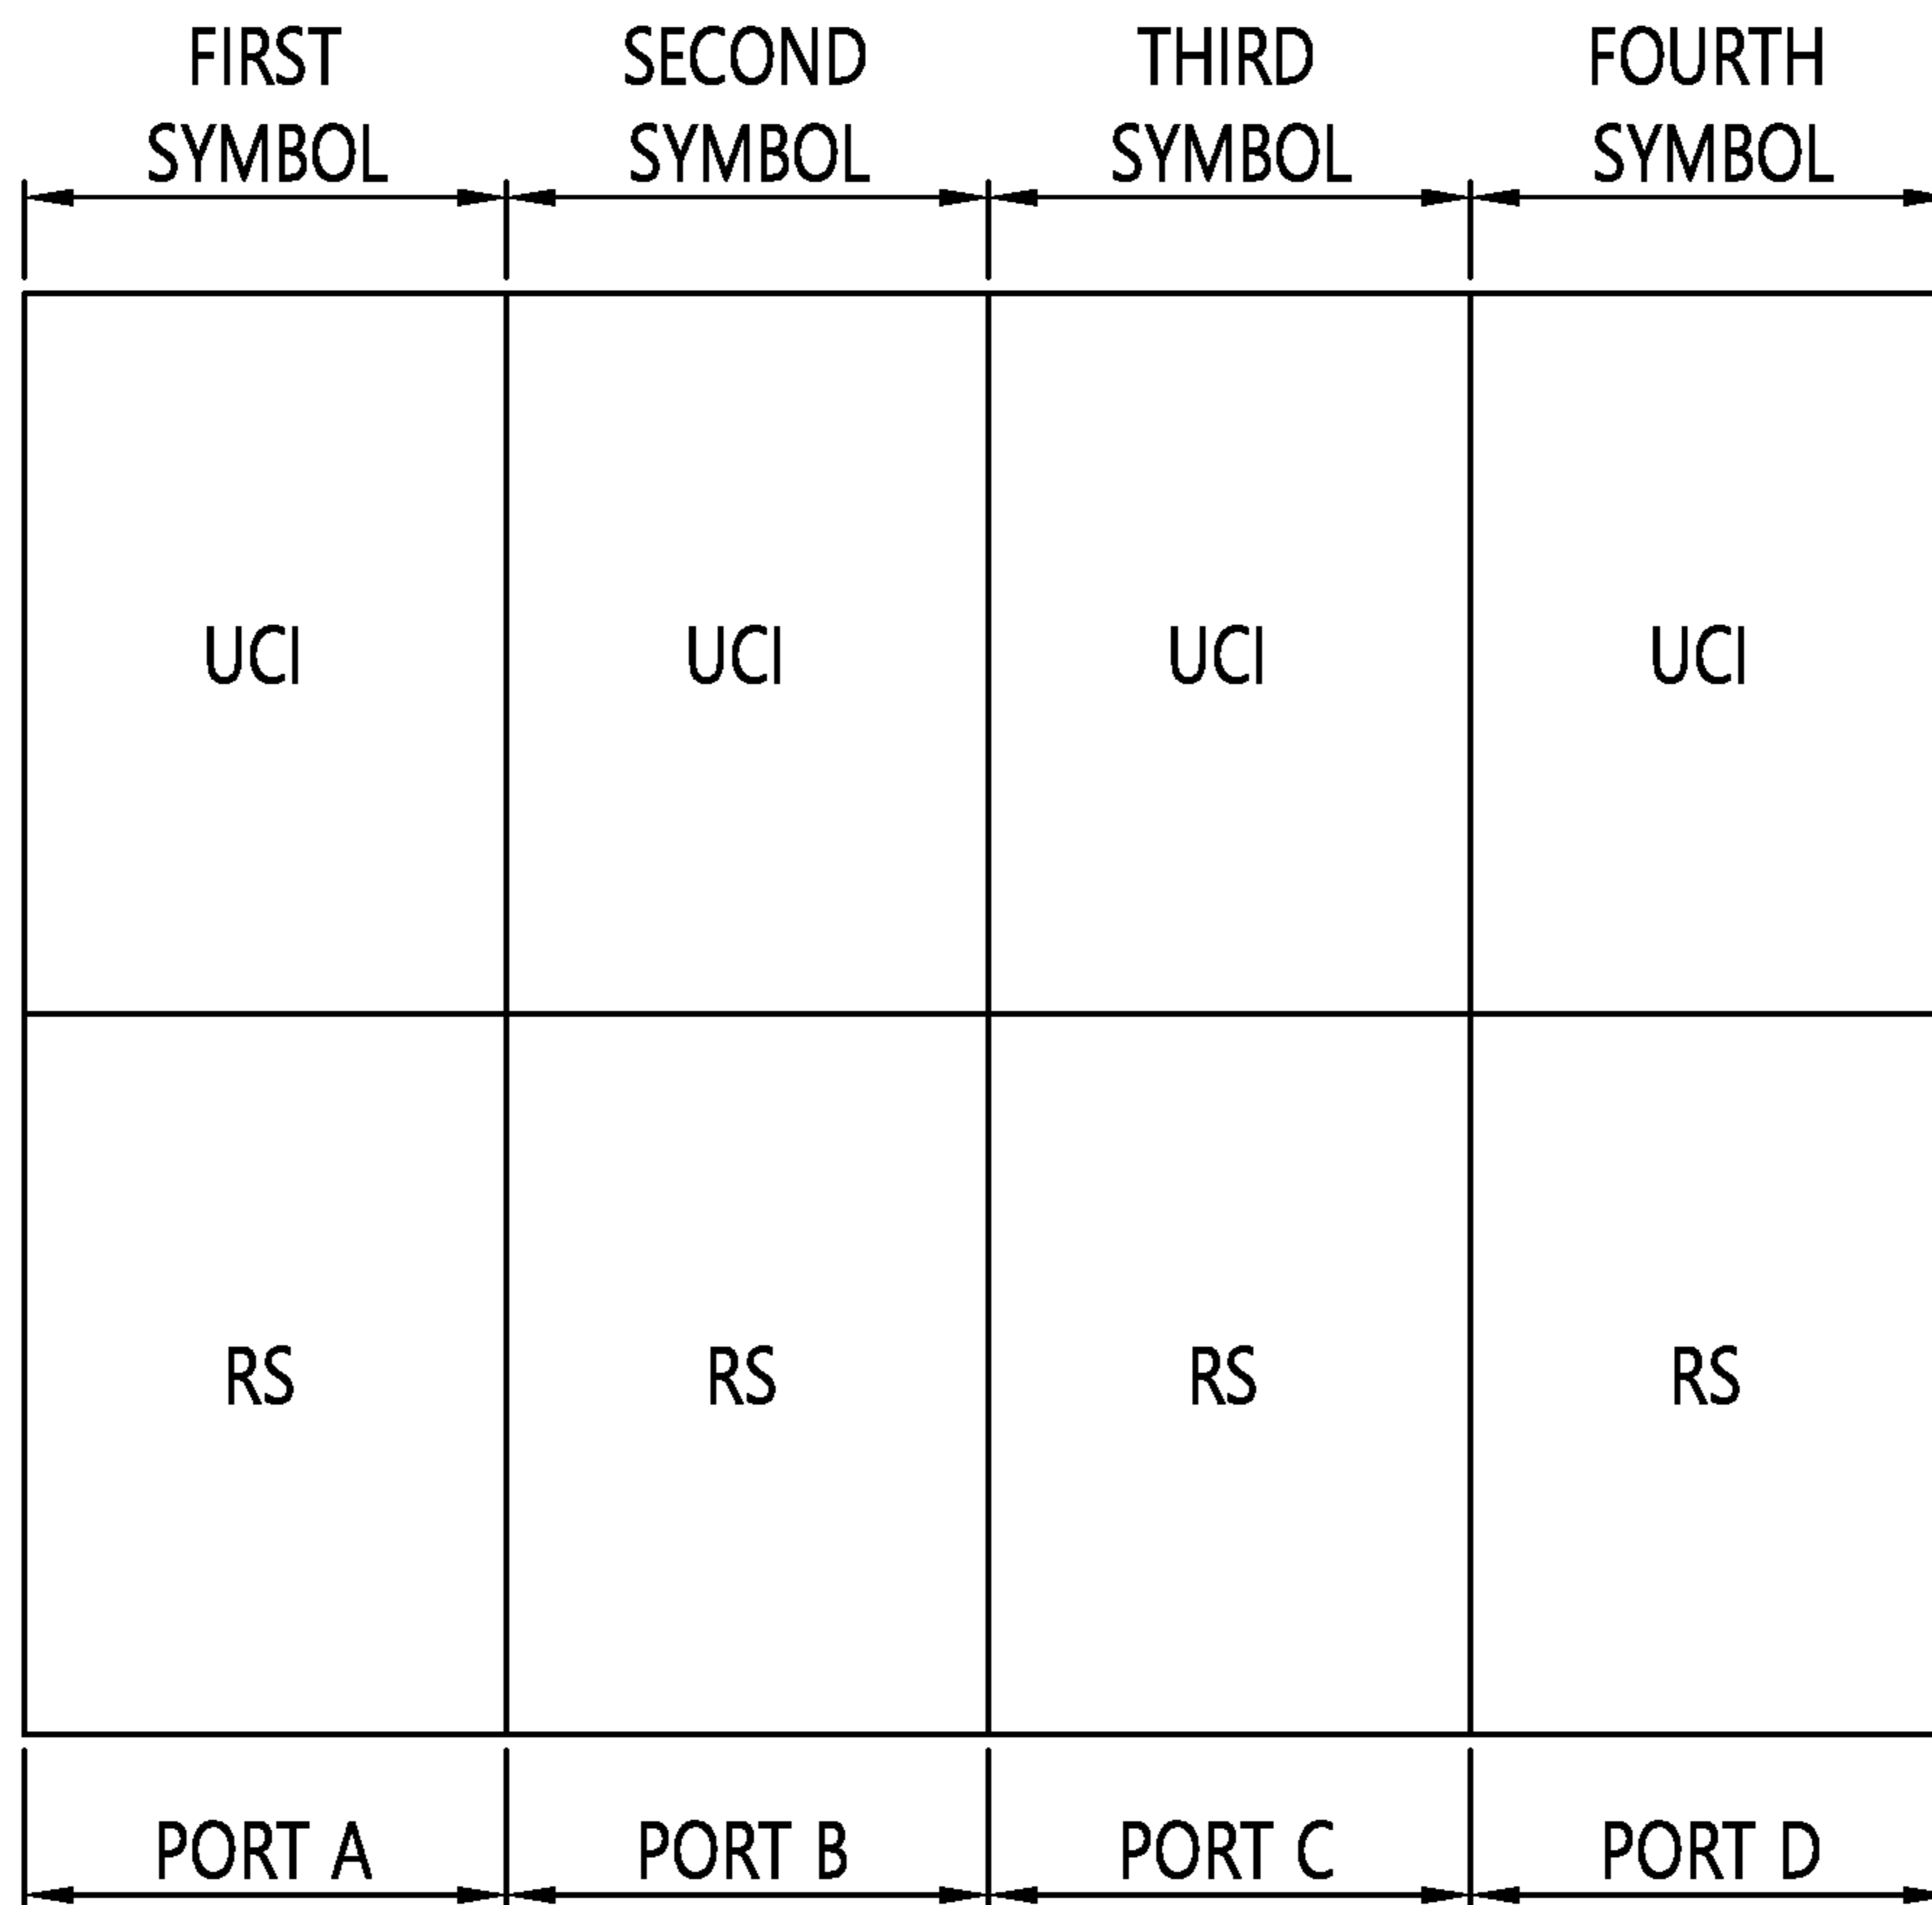 FIRST SECOND THIRD FOURTH
SYMBOL SYMBOL SYMBOL SYMBOL
UCI UCI UCI UCI
RS RS RS RS
PORT A PORT B PORT C PORT D